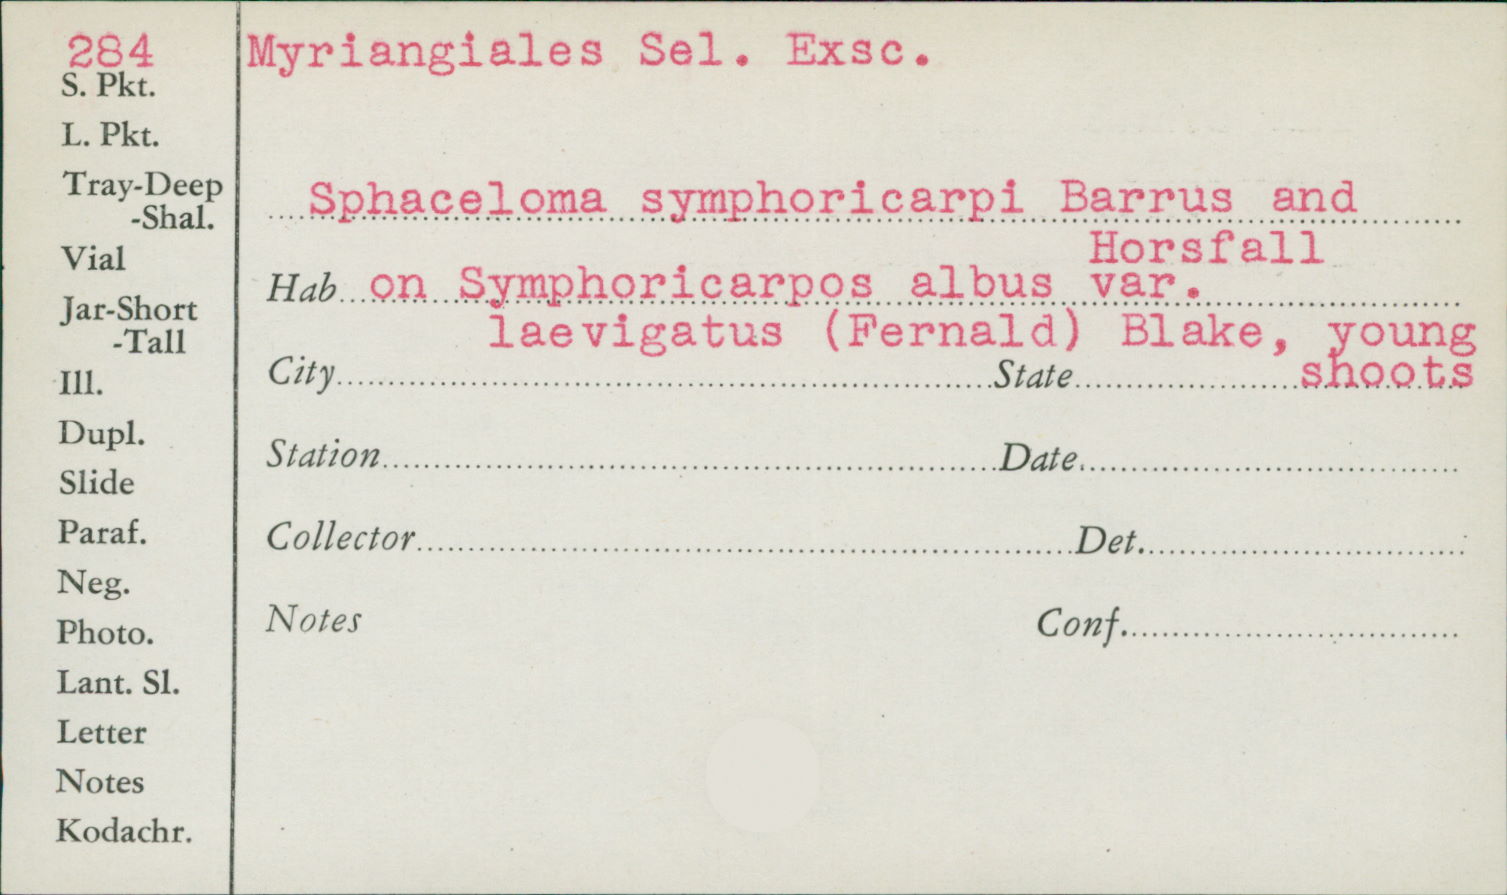 284 Myriangiales Sel. Exsc.
S. Pkt.
L. Pkt.
Tray-Deep
-Shal.
Sphaceloma symphoricarpi Barrus and
Horsfall
Vial
Hab on Symphoricarpos albus var.
Jar-Short
-Tall
laevigatus (Fernald) Blake, young
shoots
Ill.
City State
Dupl.
Station Date
Slide
Paraf.
Collector Det.
Neg.
Photo.
Notes Conf.
Lant. Sl.
Letter
Notes
Kodachr.